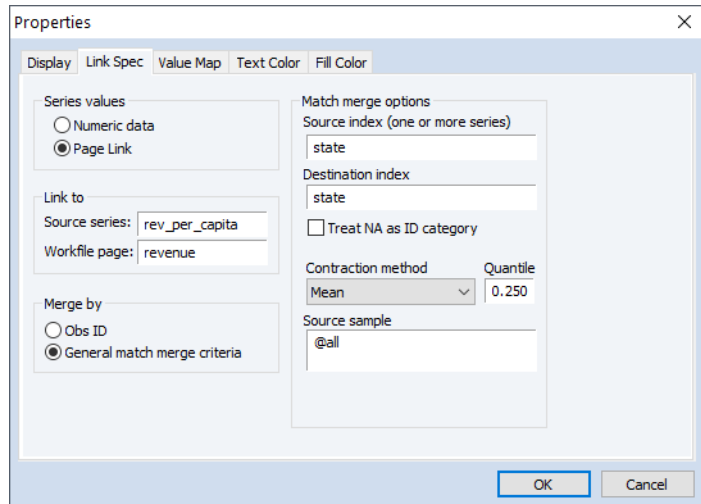 Properties
Display Link Spec Value Map Text Color Fill Color
Series values
Numeric data
Page Link
Link to
Source series: rev_per_capita
Workfile page: revenue
Merge by
Obs ID
General match merge criteria
Match merge options
Source index (one or more series)
state
Destination index
state
Treat NA as ID category
Contraction method Quantile
Mean 0.250
Source sample
@all
OK Cancel